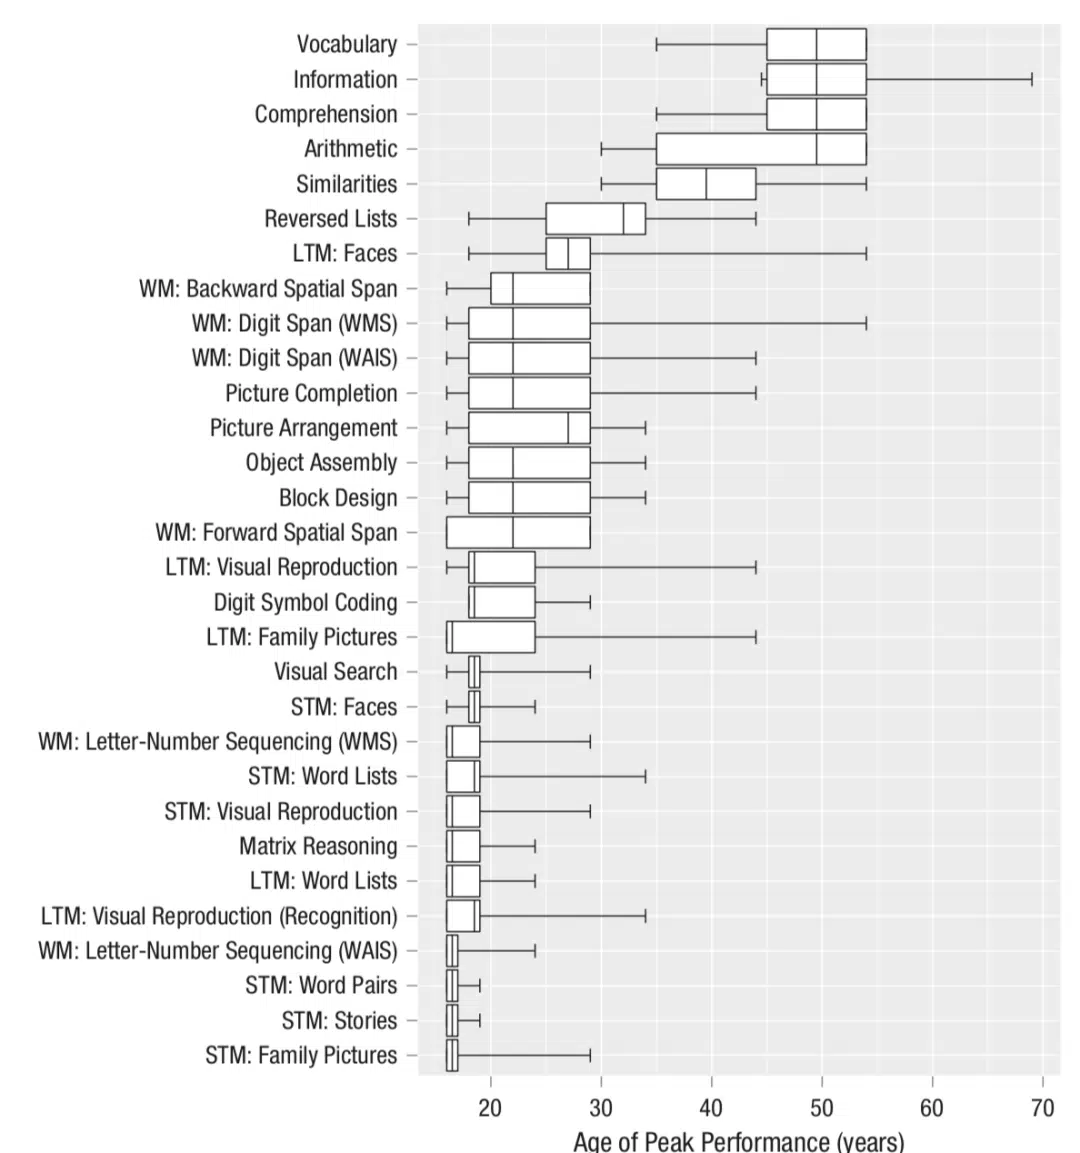 Vocabulary
Information
Comprehension
Arithmetic
Similarities
Reversed Lists
LTM: Faces
WM: Backward Spatial Span
WM: Digit Span (WMS)
WM: Digit Span (WAIS)
Picture Completion
Picture Arrangement
Object Assembly
Block Design
WM: Forward Spatial Span
LTM: Visual Reproduction
Digit Symbol Coding
LTM: Family Pictures
Visual Search
STM: Faces
WM: Letter-Number Sequencing (WMS)
STM: Word Lists
STM: Visual Reproduction
Matrix Reasoning
LTM: Word Lists
LTM: Visual Reproduction (Recognition)
WM: Letter-Number Sequencing (WAIS)
STM: Word Pairs
STM: Stories
STM: Family Pictures
20 30 40 50 60 70
Age of Peak Performance (years)